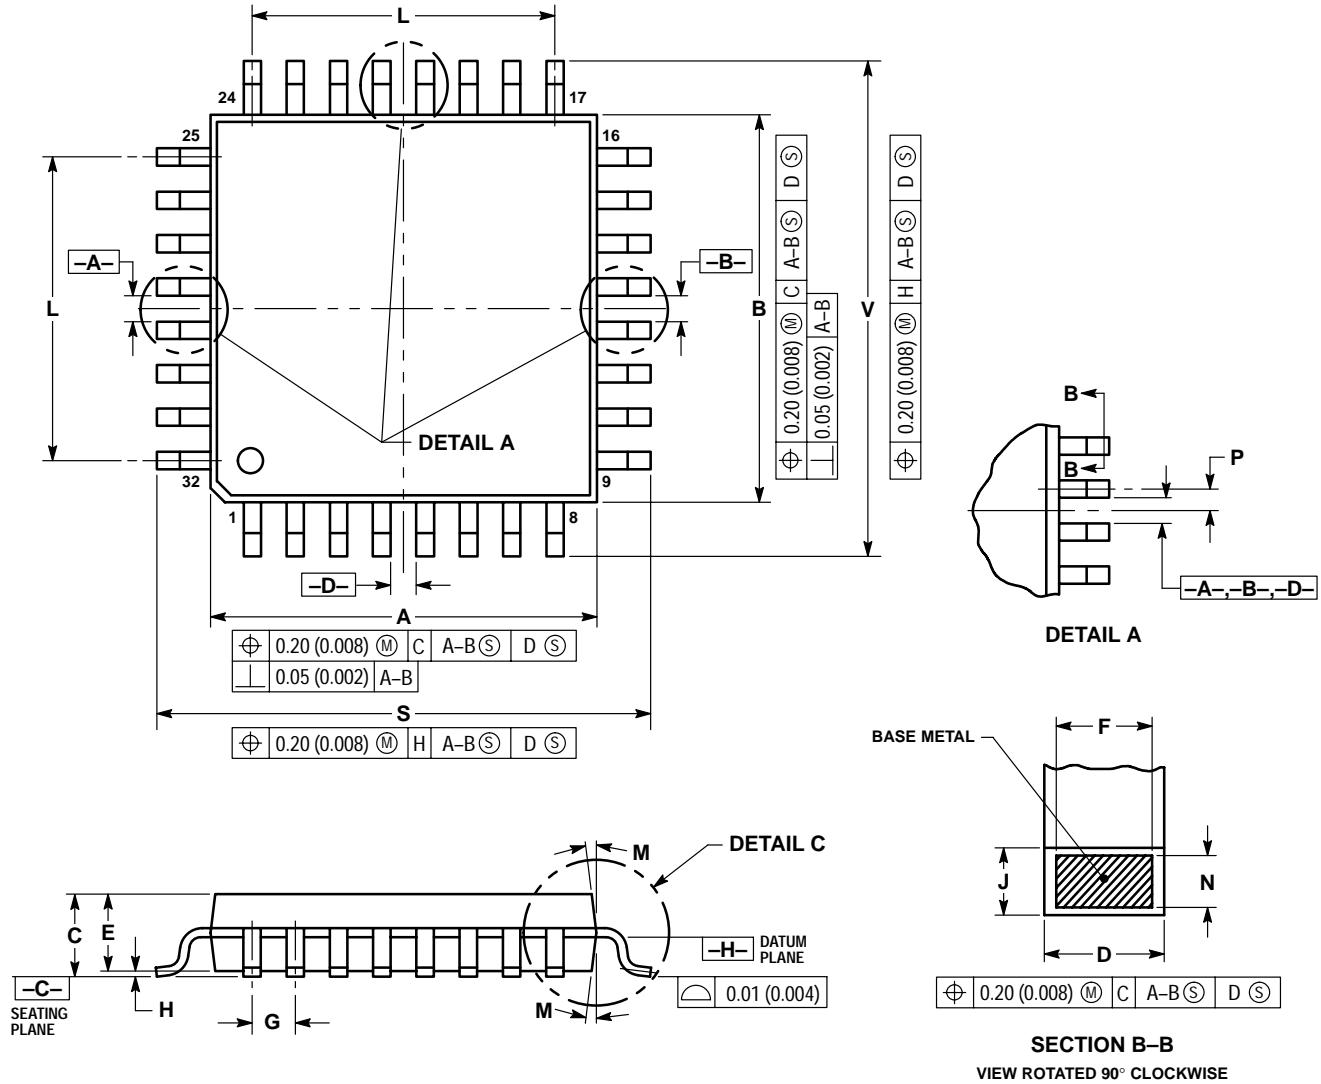 L
24
17
25
16
–A–
–B–
L
B
V
⌖ 0.20 (0.008) Ⓜ C A–B Ⓢ D Ⓢ
⊥ 0.05 (0.002) A–B
⌖ 0.20 (0.008) Ⓜ H A–B Ⓢ D Ⓢ
DETAIL A
32
9
1
8
–D–
A
⌖ 0.20 (0.008) Ⓜ C A–B Ⓢ D Ⓢ
⊥ 0.05 (0.002) A–B
S
⌖ 0.20 (0.008) Ⓜ H A–B Ⓢ D Ⓢ
B
B
P
–A–,–B–,–D–
DETAIL A
M
DETAIL C
C
E
–H– DATUM
PLANE
–C–
SEATING
PLANE
H
G
M
⌓ 0.01 (0.004)
BASE METAL
F
J
N
D
⌖ 0.20 (0.008) Ⓜ C A–B Ⓢ D Ⓢ
SECTION B–B
VIEW ROTATED 90° CLOCKWISE